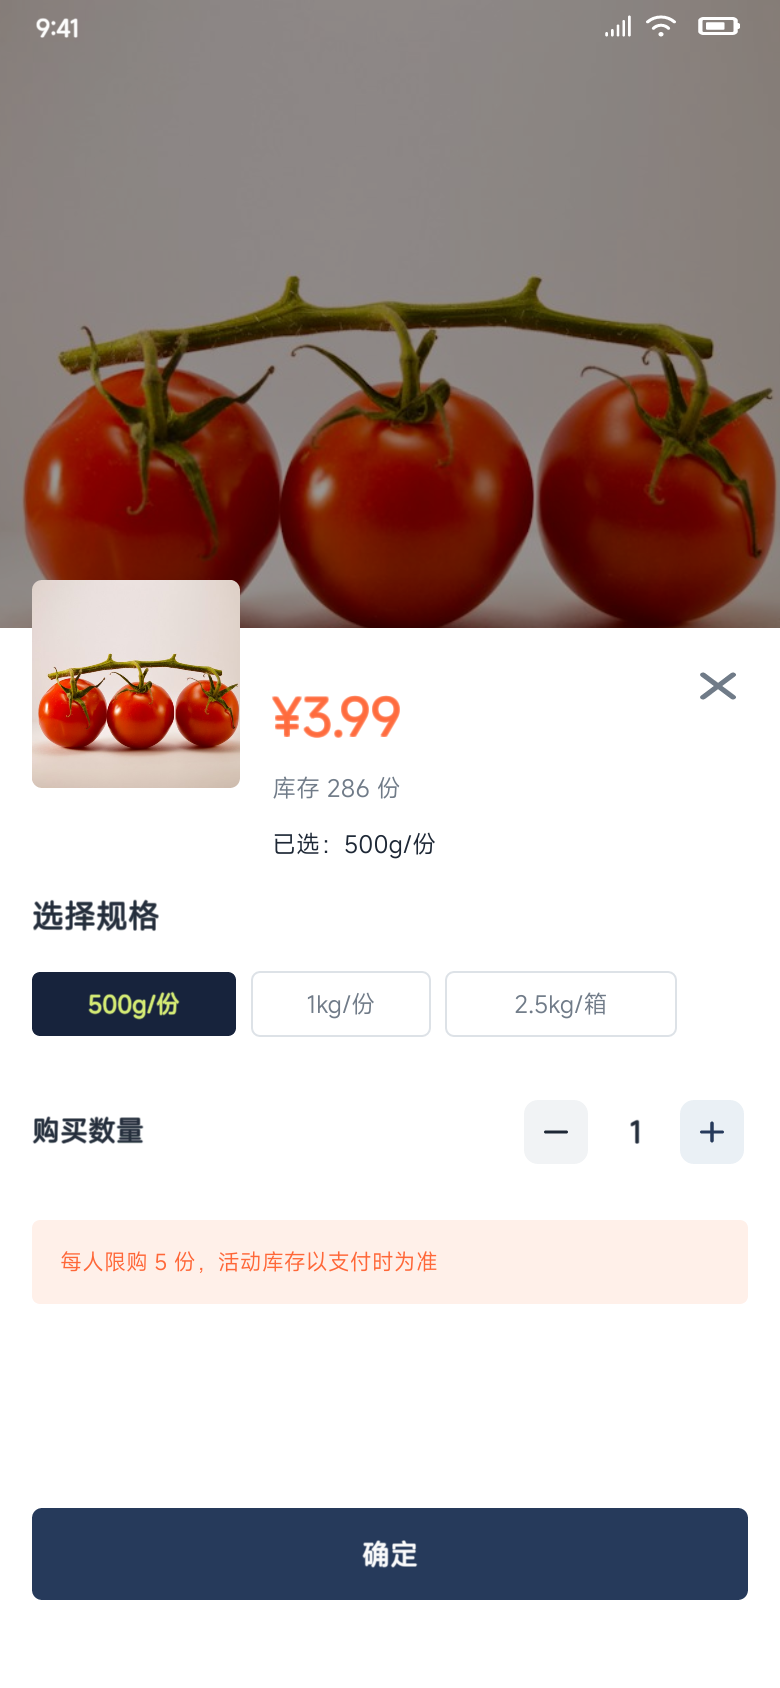 9:41
¥3.99
库存 286 份
已选：500g/份
选择规格
500g/份
1kg/份
2.5kg/箱
购买数量
1
每人限购 5 份，活动库存以支付时为准
确定